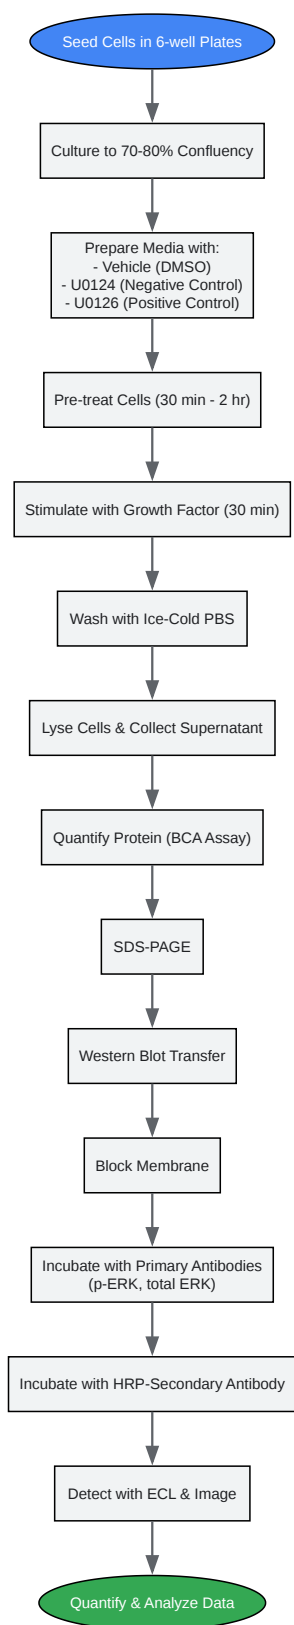 Seed Cells in 6-well Plates
Culture to 70-80% Confluency
Prepare Media with:
- Vehicle (DMSO)
- U0124 (Negative Control)
- U0126 (Positive Control)
Pre-treat Cells (30 min - 2 hr)
Stimulate with Growth Factor (30 min)
Wash with Ice-Cold PBS
Lyse Cells & Collect Supernatant
Quantify Protein (BCA Assay)
SDS-PAGE
Western Blot Transfer
Block Membrane
Incubate with Primary Antibodies
(p-ERK, total ERK)
Incubate with HRP-Secondary Antibody
Detect with ECL & Image
Quantify & Analyze Data